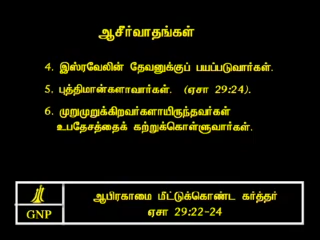 ஆசீர்வாதங்கள்
4. இஸ்ரவேலின் தேவனுக்குப் பயப்படுவார்கள்.
5. புத்திமான்களாவார்கள். (ஏசா 29:24).
6. முறுமுறுக்கிறவர்களாயிருந்தவர்கள்
உபதேசத்தைக் கற்றுக்கொள்ளுவார்கள்.
GNP
ஆபிரகாமை மீட்டுக்கொண்ட கர்த்தர்
ஏசா 29:22-24